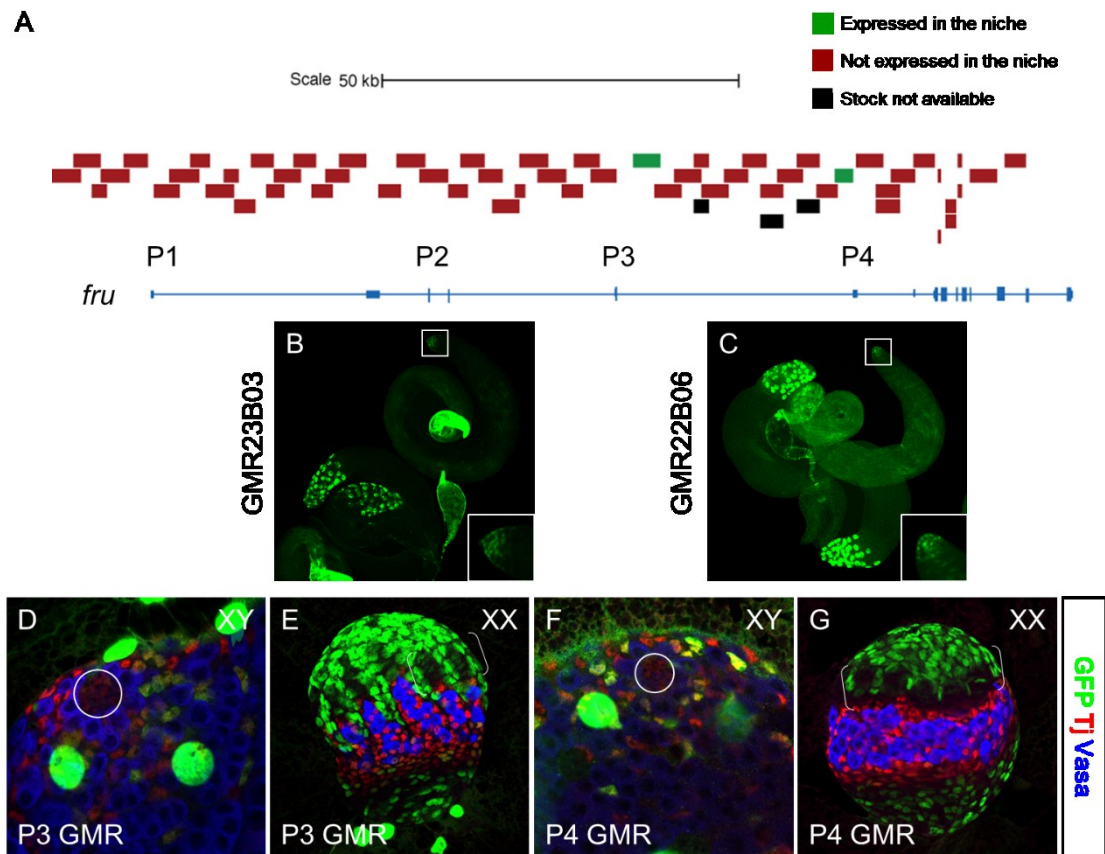 A
Expressed in the niche
Not expressed in the niche
Stock not available
Scale 50 kb
P1 P2 P3 P4
fru
GMR23B03
B
GMR22B06
C
D XY
P3 GMR
E XX
P3 GMR
F XY
P4 GMR
G XX
P4 GMR
GFP Tj Vasa